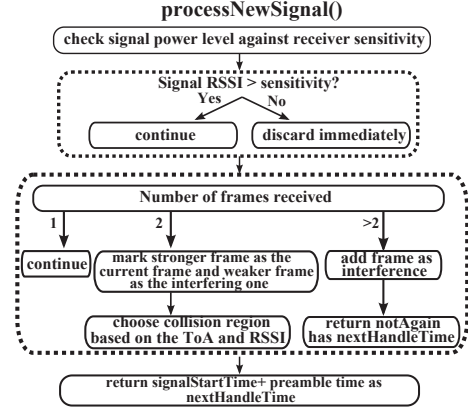 processNewSignal()
check signal power level against receiver sensitivity
Signal RSSI > sensitivity?
Yes No
continue discard immediately
Number of frames received
1 2 >2
continue
mark stronger frame as the
current frame and weaker frame
as the interfering one
add frame as
interference
choose collision region
based on the ToA and RSSI
return notAgain
has nextHandleTime
return signalStartTime+ preamble time as
nextHandleTime